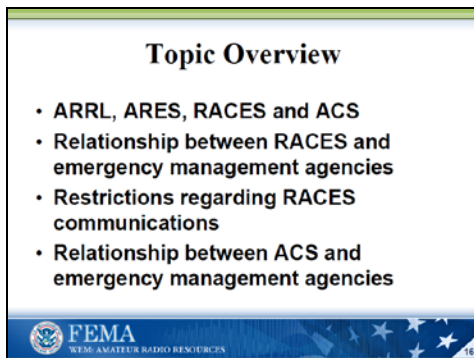 Topic Overview
• ARRL, ARES, RACES and ACS
• Relationship between RACES and
emergency management agencies
• Restrictions regarding RACES
communications
• Relationship between ACS and
emergency management agencies
FEMA
WEM: AMATEUR RADIO RESOURCES